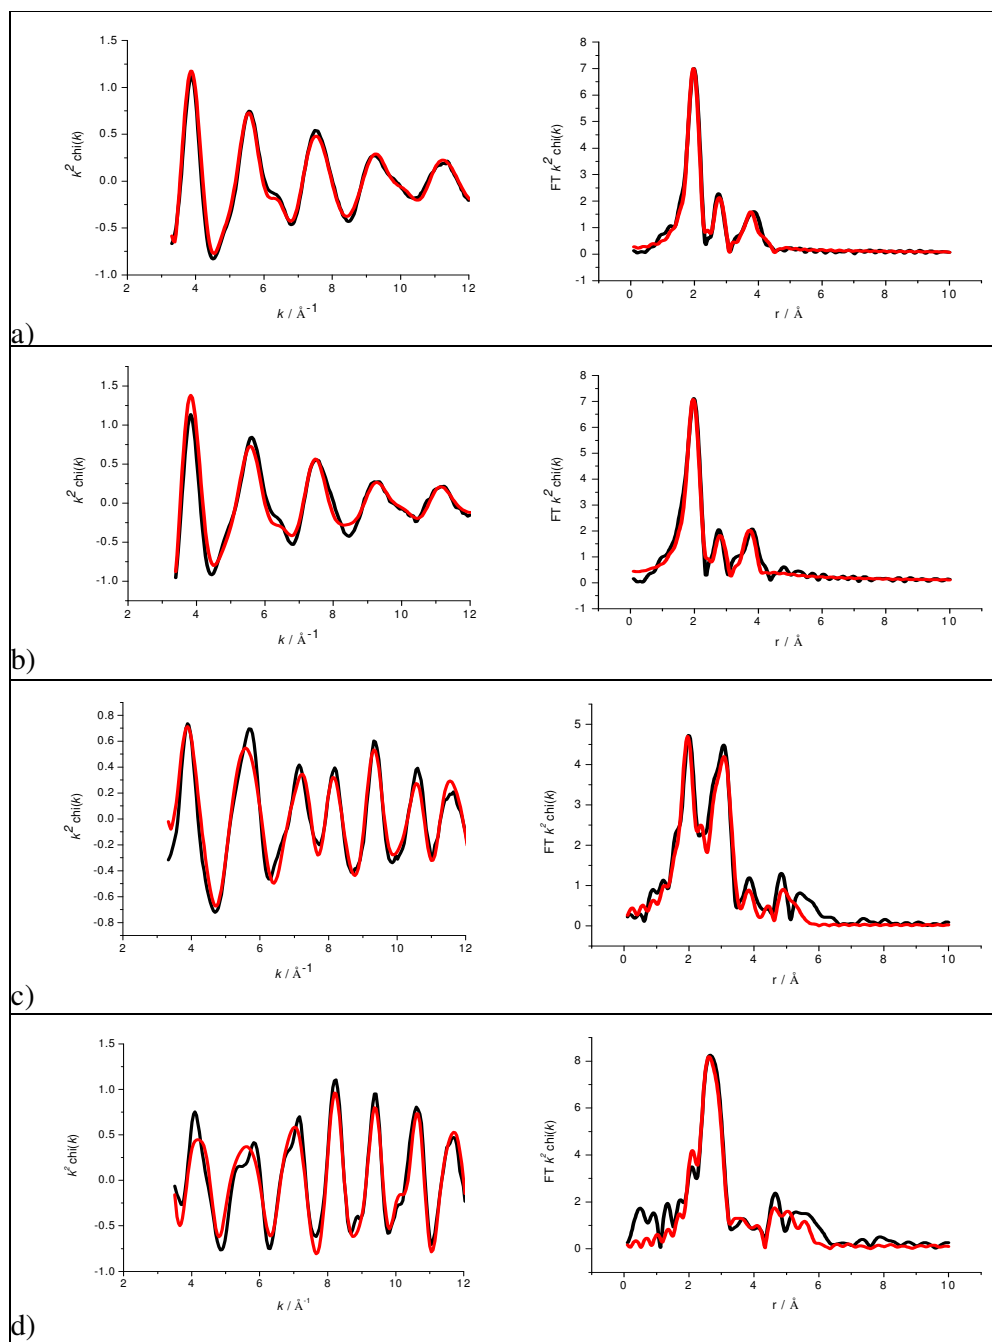 1.5
1.0
0.5
0.0
-0.5
-1.0
k² chi(k)
2 4 6 8 10 12
k / Å⁻¹
8
7
6
5
4
3
2
1
0
-1
FT k² chi(k)
0 2 4 6 8 10
r / Å
a)
1.5
1.0
0.5
0.0
-0.5
-1.0
k² chi(k)
2 4 6 8 10 12
k / Å⁻¹
8
7
6
5
4
3
2
1
0
-1
FT k² chi(k)
0 2 4 6 8 10
r / Å
b)
0.8
0.6
0.4
0.2
0.0
0.2
0.4
0.6
0.8
k² chi(k)
2 4 6 8 10 12
k / Å⁻¹
5
4
3
2
1
0
FT k² chi(k)
0 2 4 6 8 10
r / Å
c)
1.5
1.0
0.5
0.0
-0.5
-1.0
k² chi(k)
2 4 6 8 10 12
k / Å⁻¹
8
6
4
2
0
FT k² chi(k)
0 2 4 6 8 10
r / Å
d)